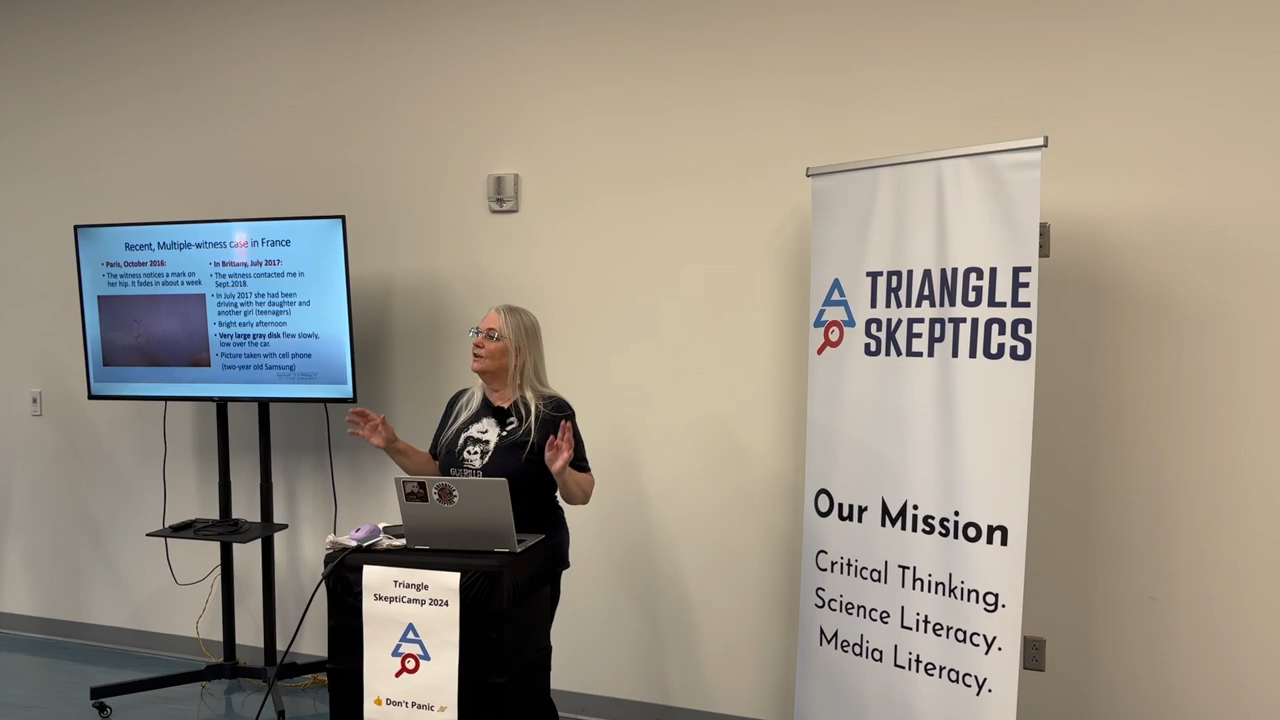 Recent, Multiple-witness case in France
• Paris, October 2016:
• The witness notices a mark on
her hip. It fades in about a week
• In Brittany, July 2017:
• The witness contacted me in
Sept.2018.
• In July 2017 she had been
driving with her daughter and
another girl (teenagers)
• Bright early afternoon
• Very large gray disk flew slowly,
low over the car.
• Picture taken with cell phone
(two-year old Samsung)
?
GUERILLA
Triangle
SkeptiCamp 2024
👍 Don't Panic 🪐
TRIANGLE
SKEPTICS
Our Mission
Critical Thinking.
Science Literacy.
Media Literacy.